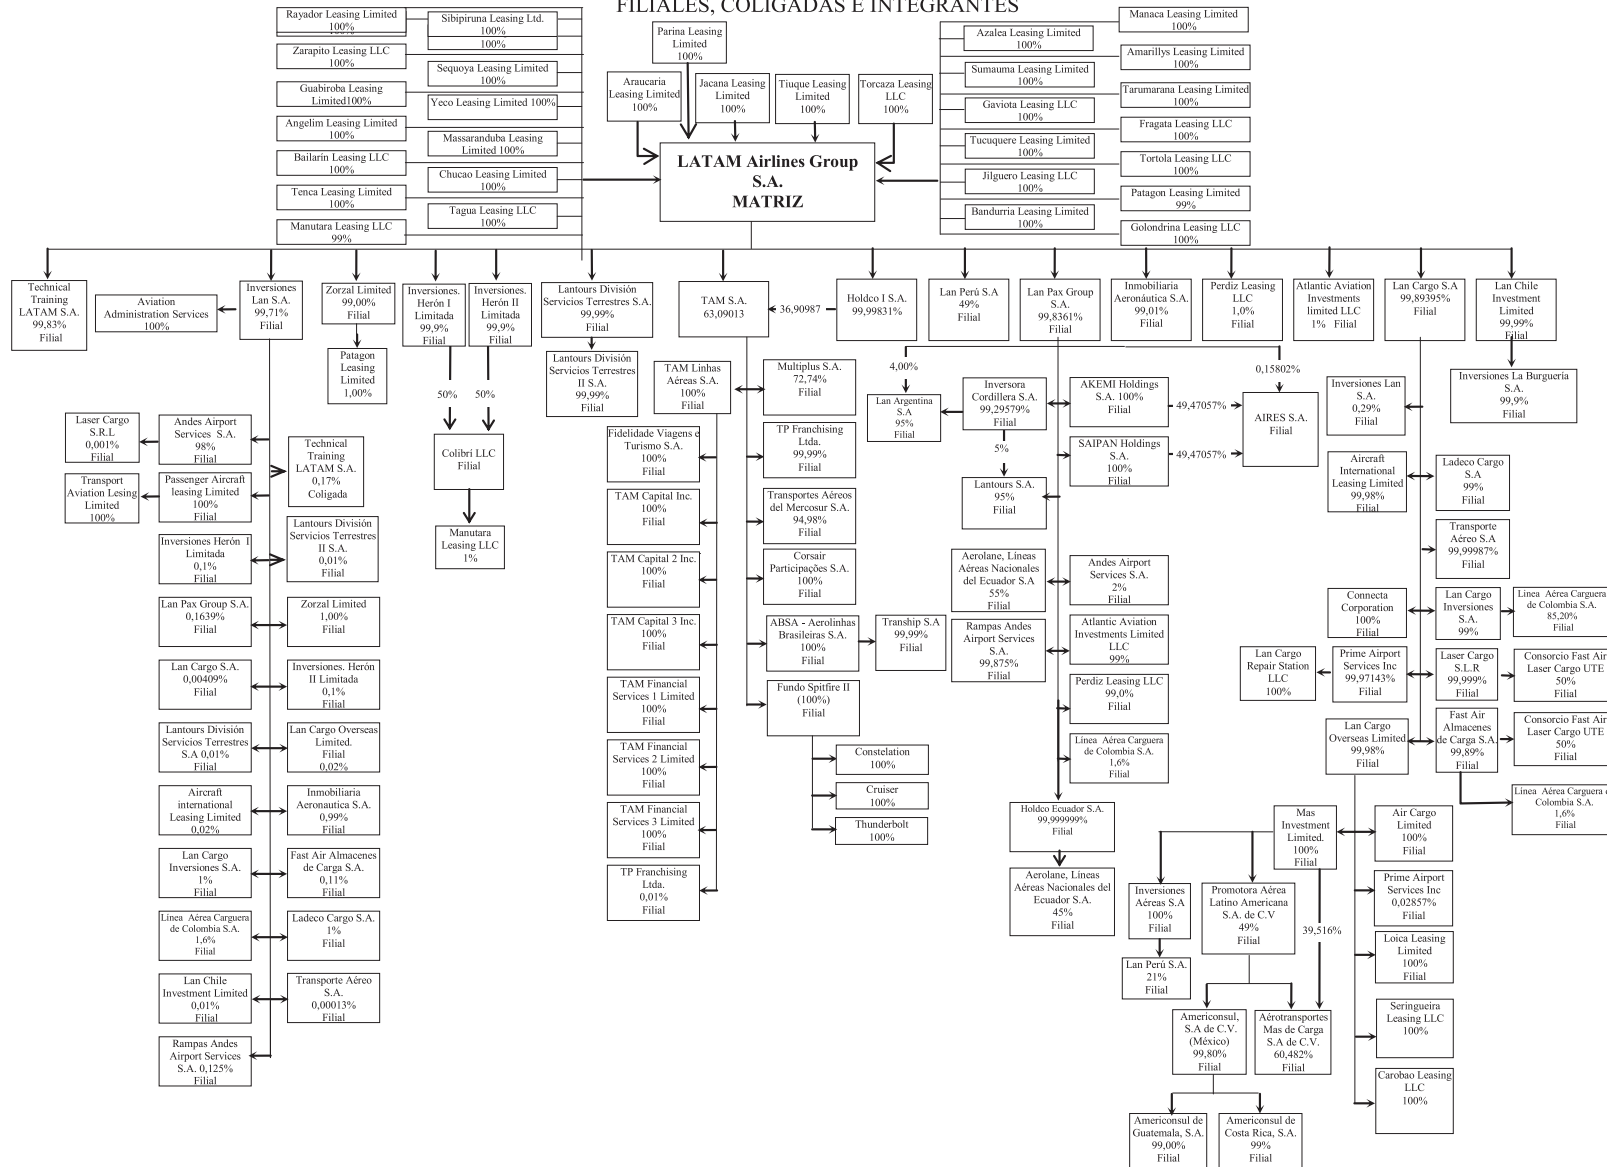 FILIALES, COLIGADAS E INTEGRANTES
Rayador Leasing Limited
100%
100%
Zarapito Leasing LLC
100%
Guabiroba Leasing
Limited100%
Angelim Leasing Limited
100%
Bailarin Leasing LLC
100%
Tenca Leasing Limited
100%
Manutara Leasing LLC
99%
Sibipiruna Leasing Ltd.
100%
100%
Sequoya Leasing Limited
100%
Yeco Leasing Limited 100%
Massaranduba Leasing
Limited 100%
Chucao Leasing Limited
100%
Tagua Leasing LLC
100%
Parina Leasing
Limited
100%
Araucaria
Leasing Limited
100%
Jacana Leasing
Limited
100%
Tiuque Leasing
Limited
100%
Torcaza Leasing
LLC
100%
LATAM Airlines Group
S.A.
MATRIZ
Azalea Leasing Limited
100%
Sumauma Leasing Limited
100%
Gaviota Leasing LLC
100%
Tucuquere Leasing Limited
100%
Jilguero Leasing LLC
100%
Bandurria Leasing Limited
100%
Manaca Leasing Limited
100%
Amarillys Leasing Limited
100%
Tarumarana Leasing Limited
100%
Fragata Leasing LLC
100%
Tortola Leasing LLC
100%
Patagon Leasing Limited
99%
Golondrina Leasing LLC
100%
Technical
Training
LATAM S.A.
99,83%
Filial
Aviation
Administration Services
100%
Inversiones
Lan S.A.
99,71%
Filial
Zorzal Limited
99,00%
Filial
Patagon
Leasing
Limited
1,00%
Inversiones.
Herón I
Limitada
99,9%
Filial
Inversiones.
Herón II
Limitada
99,9%
Filial
50%
50%
Colibrí LLC
Filial
Manutara
Leasing LLC
1%
Lantours División
Servicios Terrestres S.A.
99,99%
Filial
Lantours División
Servicios Terrestres
II S.A.
99,99%
Filial
TAM S.A.
63,09013
36,90987
Holdco I S.A.
99,99831%
Lan Perú S.A
49%
Filial
Lan Pax Group
S.A.
99,8361%
Filial
Inmobiliaria
Aeronáutica S.A.
99,01%
Filial
Perdiz Leasing
LLC
1,0%
Filial
Atlantic Aviation
Investments
limited LLC
1% Filial
Lan Cargo S.A
99,89395%
Filial
Lan Chile
Investment
Limited
99,99%
Filial
Inversiones La Burguería
S.A.
99,9%
Filial
Laser Cargo
S.R.L
0,001%
Filial
Andes Airport
Services S.A.
98%
Filial
Technical
Training
LATAM S.A.
0,17%
Coligada
Transport
Aviation Lesing
Limited
100%
Passenger Aircraft
leasing Limited
100%
Filial
Inversiones Herón I
Limitada
0,1%
Filial
Lantours División
Servicios Terrestres
II S.A.
0,01%
Filial
Lan Pax Group S.A.
0,1639%
Filial
Zorzal Limited
1,00%
Filial
Lan Cargo S.A.
0,00409%
Filial
Inversiones. Herón
II Limitada
0,1%
Filial
Lantours División
Servicios Terrestres
S.A 0,01%
Filial
Lan Cargo Overseas
Limited.
Filial
0,02%
Aircraft
international
Leasing Limited
0,02%
Inmobiliaria
Aeronautica S.A.
0,99%
Filial
Lan Cargo
Inversiones S.A.
1%
Filial
Fast Air Almacenes
de Carga S.A.
0,11%
Filial
Línea Aérea Carguera
de Colombia S.A.
1,6%
Filial
Ladeco Cargo S.A.
1%
Filial
Lan Chile
Investment Limited
0,01%
Filial
Transporte Aéreo
S.A.
0,00013%
Filial
Rampas Andes
Airport Services
S.A. 0,125%
Filial
TAM Linhas
Aéreas S.A.
100%
Filial
Multiplus S.A.
72,74%
Filial
Fidelidade Viagens e
Turismo S.A.
100%
Filial
TP Franchising
Ltda.
99,99%
Filial
TAM Capital Inc.
100%
Filial
Transportes Aéreos
del Mercosur S.A.
94,98%
Filial
TAM Capital 2 Inc.
100%
Filial
Corsair
Participações S.A.
100%
Filial
TAM Capital 3 Inc.
100%
Filial
ABSA - Aerolinhas
Brasileiras S.A.
100%
Filial
Tranship S.A
99,99%
Filial
TAM Financial
Services 1 Limited
100%
Filial
Fundo Spitfire II
(100%)
Filial
TAM Financial
Services 2 Limited
100%
Filial
Constelation
100%
Cruiser
100%
Thunderbolt
100%
TAM Financial
Services 3 Limited
100%
Filial
TP Franchising
Ltda.
0,01%
Filial
4,00%
Lan Argentina
S.A
95%
Filial
Inversora
Cordillera S.A.
99,29579%
Filial
5%
Lantours S.A.
95%
Filial
AKEMI Holdings
S.A. 100%
Filial
49,47057%
SAIPAN Holdings
S.A.
100%
Filial
49,47057%
0,15802%
AIRES S.A.
Filial
Aerolane, Líneas
Aéreas Nacionales
del Ecuador S.A
55%
Filial
Andes Airport
Services S.A.
2%
Filial
Rampas Andes
Airport Services
S.A.
99,875%
Filial
Atlantic Aviation
Investments Limited
LLC
99%
Perdiz Leasing LLC
99,0%
Filial
Línea Aérea Carguera
de Colombia S.A.
1,6%
Filial
Holdco Ecuador S.A.
99,999999%
Filial
Aerolane, Líneas
Aéreas Nacionales del
Ecuador S.A.
45%
Filial
Inversiones Lan
S.A.
0,29%
Filial
Aircraft
International
Leasing Limited
99,98%
Filial
Ladeco Cargo
S.A
99%
Filial
Transporte
Aéreo S.A
99,99987%
Filial
Connecta
Corporation
100%
Filial
Lan Cargo
Inversiones
S.A.
99%
Línea Aérea Carguera
de Colombia S.A.
85,20%
Filial
Lan Cargo
Repair Station
LLC
100%
Prime Airport
Services Inc
99,97143%
Filial
Laser Cargo
S.L.R
99,999%
Filial
Consorcio Fast Air
Laser Cargo UTE
50%
Filial
Lan Cargo
Overseas Limited
99,98%
Filial
Fast Air
Almacenes
de Carga S.A.
99,89%
Filial
Consorcio Fast Air
Laser Cargo UTE
50%
Filial
Línea Aérea Carguera
Colombia S.A.
1,6%
Filial
Mas
Investment
Limited.
100%
Filial
Air Cargo
Limited
100%
Filial
Inversiones
Aéreas S.A
100%
Filial
Promotora Aérea
Latino Americana
S.A. de C.V
49%
Filial
39,516%
Prime Airport
Services Inc
0,02857%
Filial
Loica Leasing
Limited
100%
Filial
Lan Perú S.A.
21%
Filial
Americonsul,
S.A de C.V.
(México)
99,80%
Filial
Aérotransportes
Mas de Carga
S.A de C.V.
60,482%
Filial
Seringueira
Leasing LLC
100%
Carobao Leasing
LLC
100%
Americonsul de
Guatemala, S.A.
99,00%
Filial
Americonsul de
Costa Rica, S.A.
99%
Filial